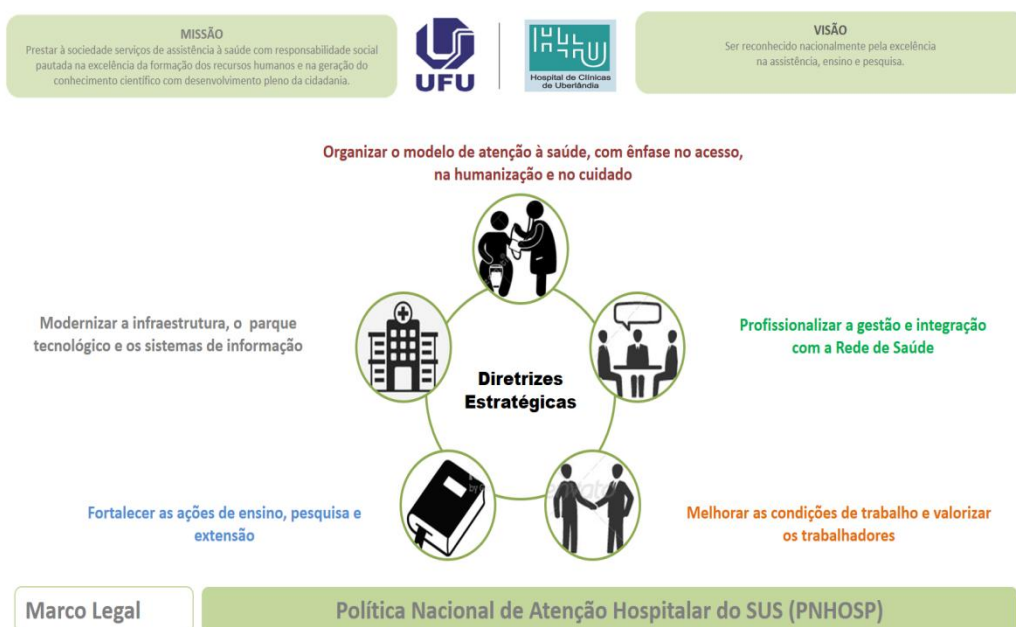 MISSÃO
Prestar à sociedade serviços de assistência à saúde com responsabilidade social
pautada na excelência da formação dos recursos humanos e na geração do
conhecimento científico com desenvolvimento pleno da cidadania.
UFU
Hospital de Clínicas
de Uberlândia
VISÃO
Ser reconhecido nacionalmente pela excelência
na assistência, ensino e pesquisa.
Organizar o modelo de atenção à saúde, com ênfase no acesso,
na humanização e no cuidado
Modernizar a infraestrutura, o parque
tecnológico e os sistemas de informação
Profissionalizar a gestão e integração
com a Rede de Saúde
Diretrizes
Estratégicas
Fortalecer as ações de ensino, pesquisa e
extensão
Melhorar as condições de trabalho e valorizar
os trabalhadores
Marco Legal
Política Nacional de Atenção Hospitalar do SUS (PNHOSP)